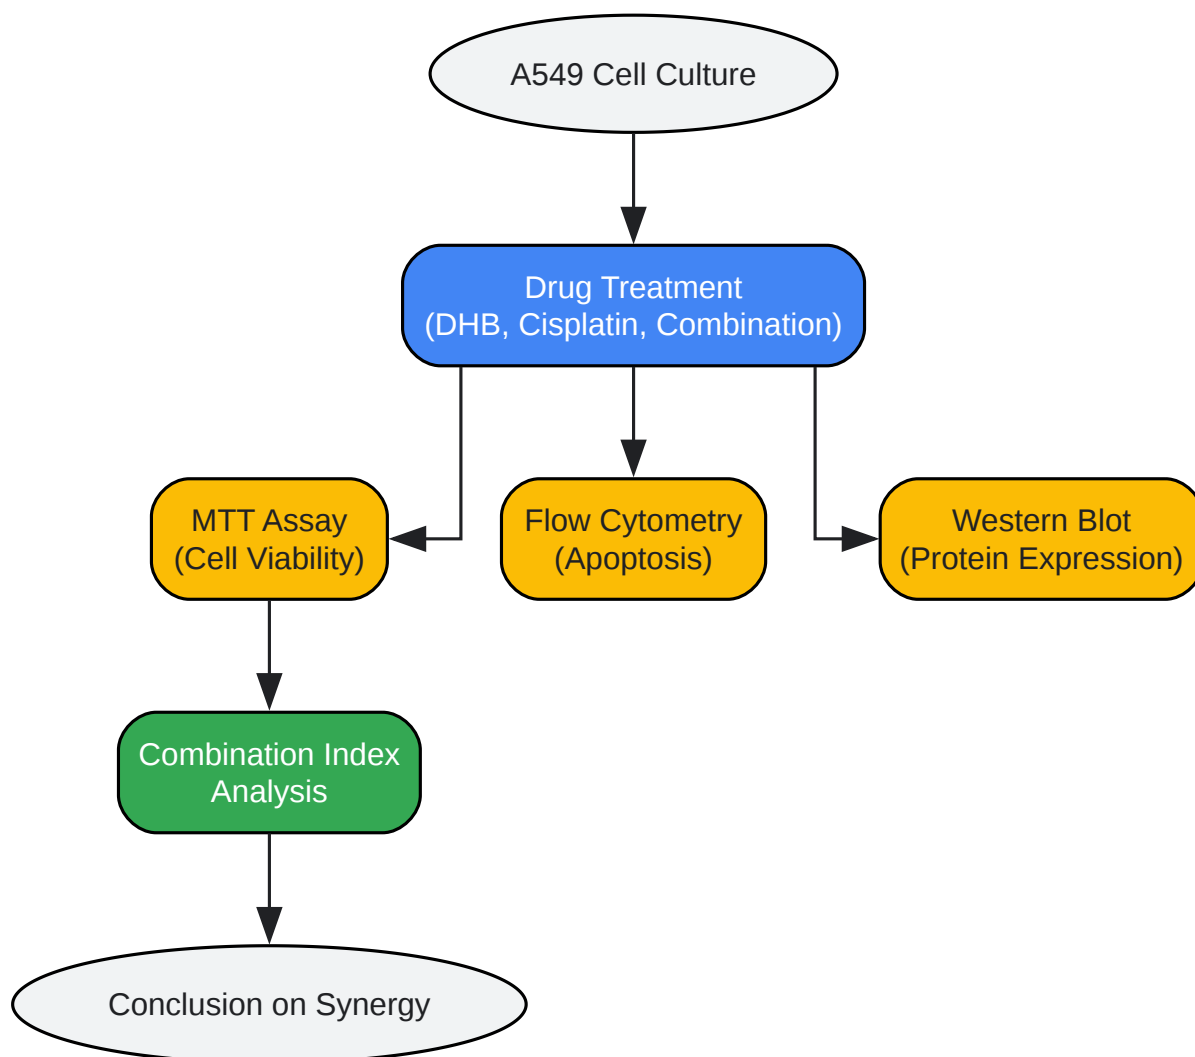 A549 Cell Culture
Drug Treatment
(DHB, Cisplatin, Combination)
MTT Assay
(Cell Viability)
Flow Cytometry
(Apoptosis)
Western Blot
(Protein Expression)
Combination Index
Analysis
Conclusion on Synergy